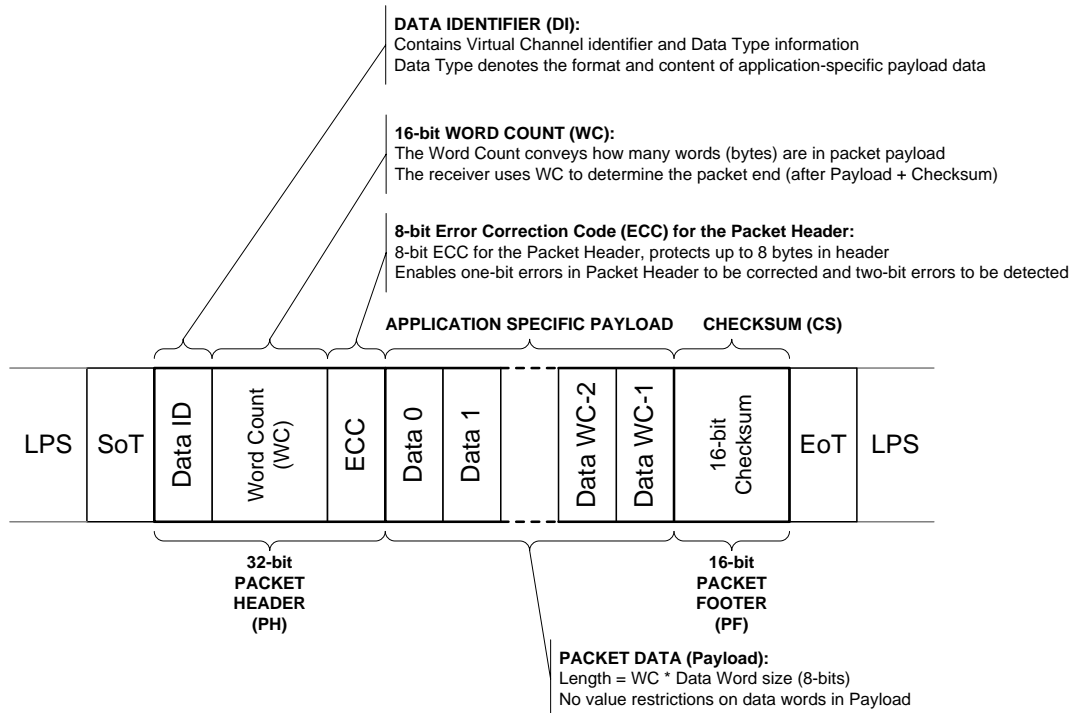 DATA IDENTIFIER (DI):
Contains Virtual Channel identifier and Data Type information
Data Type denotes the format and content of application-specific payload data
16-bit WORD COUNT (WC):
The Word Count conveys how many words (bytes) are in packet payload
The receiver uses WC to determine the packet end (after Payload + Checksum)
8-bit Error Correction Code (ECC) for the Packet Header:
8-bit ECC for the Packet Header, protects up to 8 bytes in header
Enables one-bit errors in Packet Header to be corrected and two-bit errors to be detected
APPLICATION SPECIFIC PAYLOAD
CHECKSUM (CS)
LPS
SoT
Data ID
Word Count
(WC)
ECC
Data 0
Data 1
Data WC-2
Data WC-1
16-bit
Checksum
EoT
LPS
32-bit
PACKET
HEADER
(PH)
16-bit
PACKET
FOOTER
(PF)
PACKET DATA (Payload):
Length = WC * Data Word size (8-bits)
No value restrictions on data words in Payload